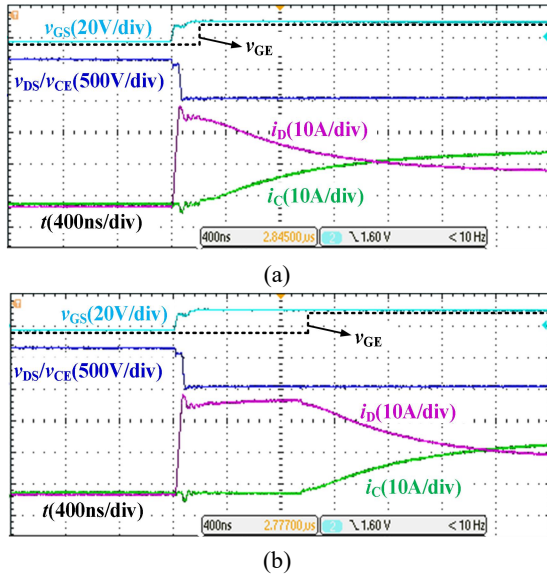 T
vGS(20V/div)
vGE
vDS/vCE(500V/div)
iD(10A/div)
iC(10A/div)
t(400ns/div)
400ns 2.84500,us 2 1.60 V < 10 Hz
(a)
T
vGS(20V/div)
vGE
vDS/vCE(500V/div)
iD(10A/div)
iC(10A/div)
t(400ns/div)
400ns 2.77700,us 2 1.60 V < 10 Hz
(b)